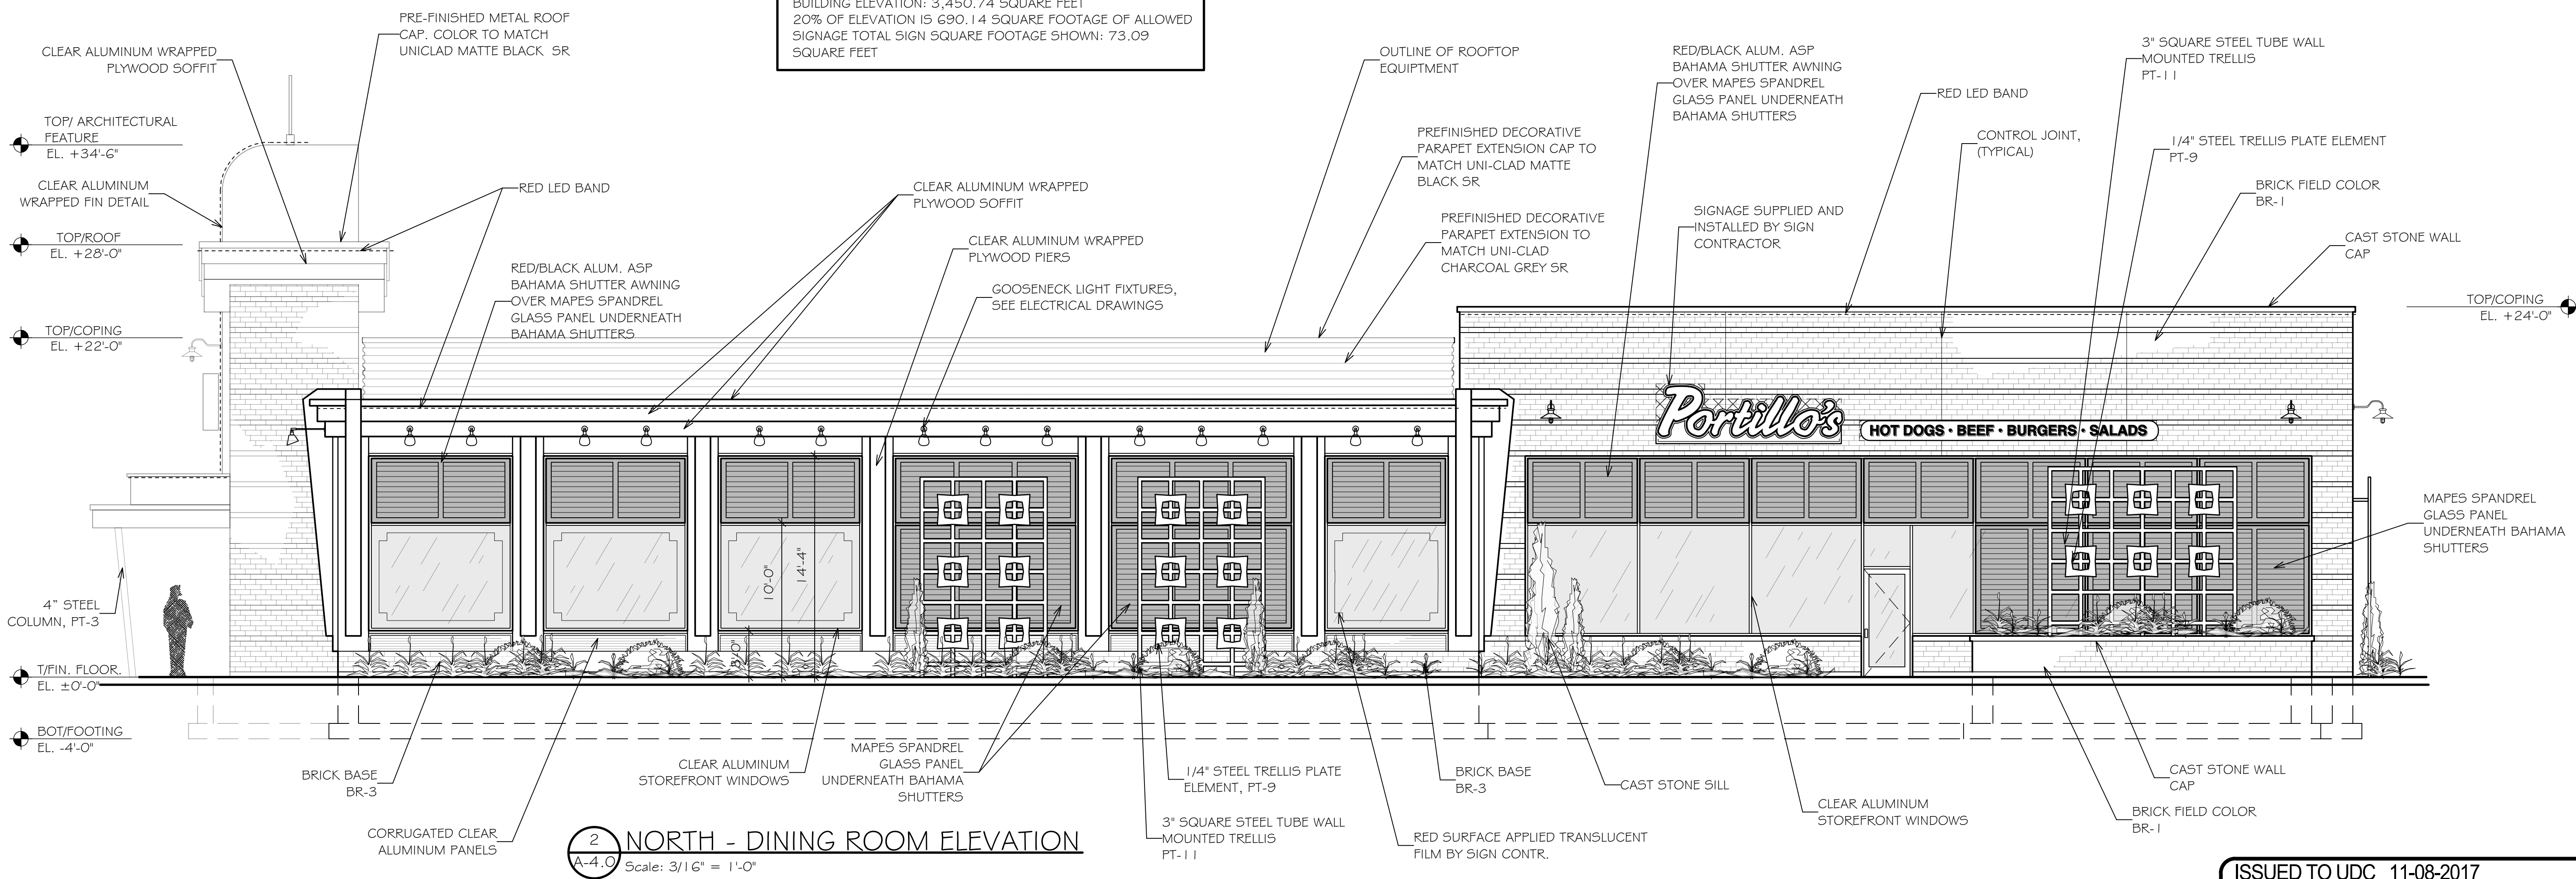 BUILDING ELEVATION: 3,450.74 SQUARE FEET
20% OF ELEVATION IS 690.14 SQUARE FOOTAGE OF ALLOWED
SIGNAGE TOTAL SIGN SQUARE FOOTAGE SHOWN: 73.09
SQUARE FEET
PRE-FINISHED METAL ROOF
CAP. COLOR TO MATCH
UNICLAD MATTE BLACK SR
CLEAR ALUMINUM WRAPPED
PLYWOOD SOFFIT
TOP/ ARCHITECTURAL
FEATURE
EL. +34'-6"
CLEAR ALUMINUM
WRAPPED FIN DETAIL
TOP/ROOF
EL. +28'-0"
TOP/COPING
EL. +22'-0"
4" STEEL
COLUMN, PT-3
T/FIN. FLOOR.
EL. ±0'-0"
BOT/FOOTING
EL. -4'-0"
RED LED BAND
RED/BLACK ALUM. ASP
BAHAMA SHUTTER AWNING
OVER MAPES SPANDREL
GLASS PANEL UNDERNEATH
BAHAMA SHUTTERS
CLEAR ALUMINUM WRAPPED
PLYWOOD SOFFIT
CLEAR ALUMINUM WRAPPED
PLYWOOD PIERS
GOOSENECK LIGHT FIXTURES,
SEE ELECTRICAL DRAWINGS
OUTLINE OF ROOFTOP
EQUIPTMENT
PREFINISHED DECORATIVE
PARAPET EXTENSION CAP TO
MATCH UNI-CLAD MATTE
BLACK SR
PREFINISHED DECORATIVE
PARAPET EXTENSION TO
MATCH UNI-CLAD
CHARCOAL GREY SR
RED/BLACK ALUM. ASP
BAHAMA SHUTTER AWNING
OVER MAPES SPANDREL
GLASS PANEL UNDERNEATH
BAHAMA SHUTTERS
SIGNAGE SUPPLIED AND
INSTALLED BY SIGN
CONTRACTOR
RED LED BAND
CONTROL JOINT,
(TYPICAL)
3" SQUARE STEEL TUBE WALL
MOUNTED TRELLIS
PT-11
1/4" STEEL TRELLIS PLATE ELEMENT
PT-9
BRICK FIELD COLOR
BR-1
CAST STONE WALL
CAP
TOP/COPING
EL. +24'-0"
Portillo's
HOT DOGS • BEEF • BURGERS • SALADS
MAPES SPANDREL
GLASS PANEL
UNDERNEATH BAHAMA
SHUTTERS
10'-0"
14'-4"
3'-0"
BRICK BASE
BR-3
CORRUGATED CLEAR
ALUMINUM PANELS
CLEAR ALUMINUM
STOREFRONT WINDOWS
MAPES SPANDREL
GLASS PANEL
UNDERNEATH BAHAMA
SHUTTERS
1/4" STEEL TRELLIS PLATE
ELEMENT, PT-9
3" SQUARE STEEL TUBE WALL
MOUNTED TRELLIS
PT-11
BRICK BASE
BR-3
RED SURFACE APPLIED TRANSLUCENT
FILM BY SIGN CONTR.
CAST STONE SILL
CLEAR ALUMINUM
STOREFRONT WINDOWS
CAST STONE WALL
CAP
BRICK FIELD COLOR
BR-1
2
A-4.0
NORTH - DINING ROOM ELEVATION
Scale: 3/16" = 1'-0"
ISSUED TO UDC 11-08-2017